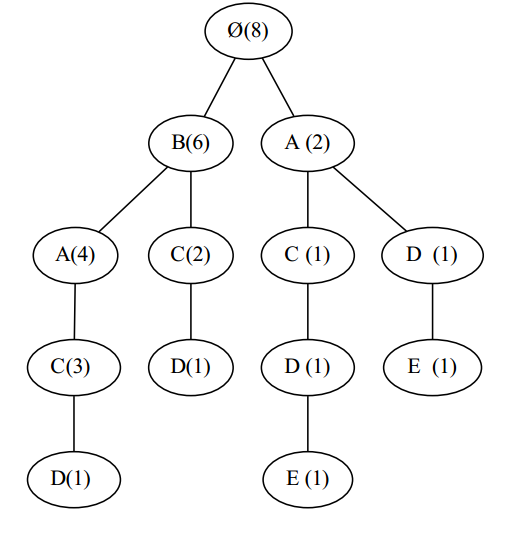 Ø(8)
B(6) A (2)
A(4) C(2) C (1) D (1)
C(3) D(1) D (1) E (1)
D(1) E (1)